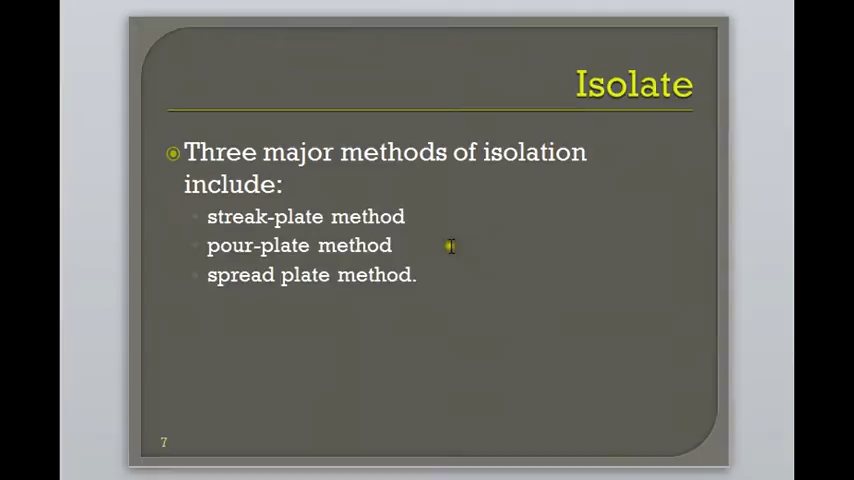 Isolate
Three major methods of isolation
include:
streak-plate method
pour-plate method
spread plate method.
7